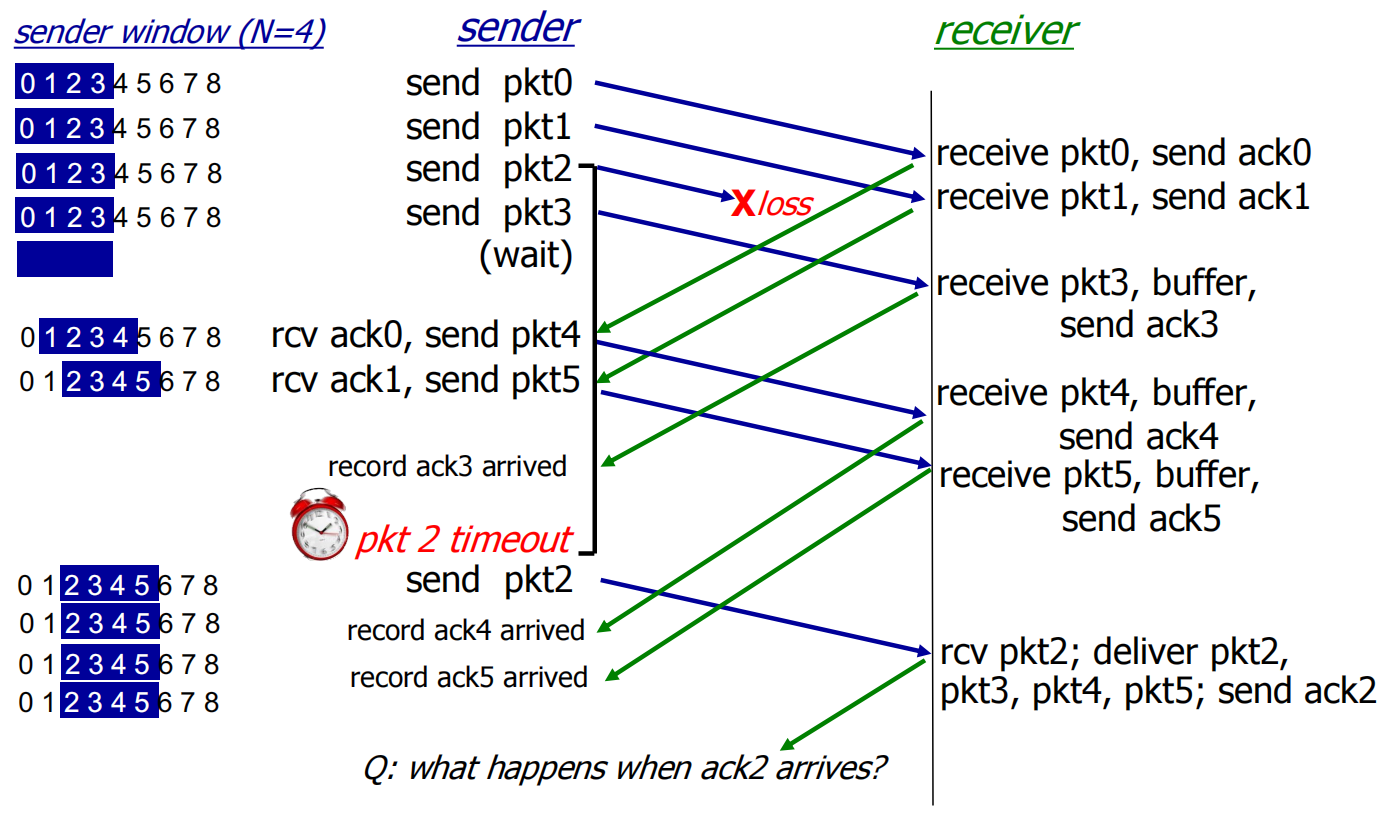 sender window (N=4)
sender
receiver
0 1 2 3 4 5 6 7 8
send pkt0
0 1 2 3 4 5 6 7 8
send pkt1
0 1 2 3 4 5 6 7 8
send pkt2
0 1 2 3 4 5 6 7 8
send pkt3
(wait)
X loss
receive pkt0, send ack0
receive pkt1, send ack1
receive pkt3, buffer,
send ack3
0 1 2 3 4 5 6 7 8
rcv ack0, send pkt4
0 1 2 3 4 5 6 7 8
rcv ack1, send pkt5
receive pkt4, buffer,
send ack4
receive pkt5, buffer,
send ack5
record ack3 arrived
pkt 2 timeout
0 1 2 3 4 5 6 7 8
send pkt2
0 1 2 3 4 5 6 7 8
record ack4 arrived
0 1 2 3 4 5 6 7 8
record ack5 arrived
0 1 2 3 4 5 6 7 8
rcv pkt2; deliver pkt2,
pkt3, pkt4, pkt5; send ack2
Q: what happens when ack2 arrives?